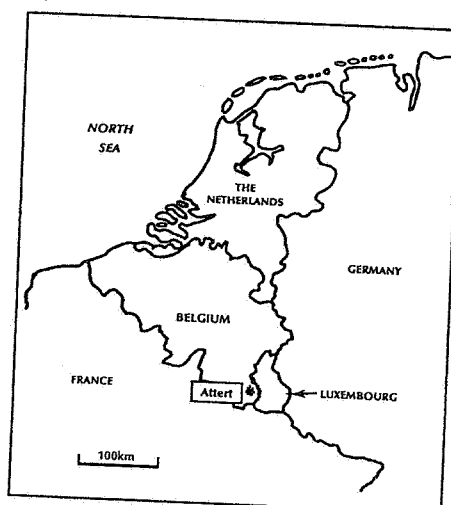 NORTH
SEA
THE
NETHERLANDS
GERMANY
BELGIUM
FRANCE
Attert
LUXEMBOURG
100km